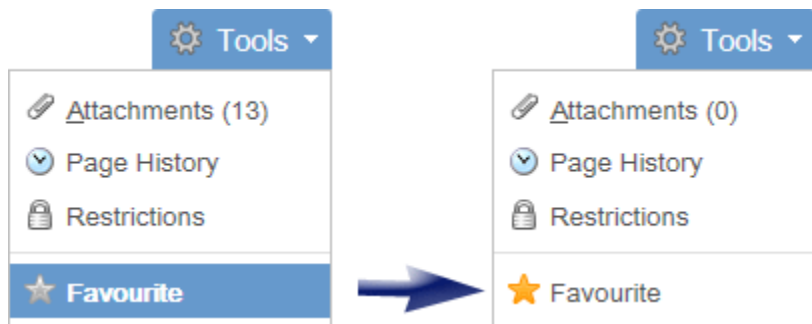 Tools
Attachments (13)
Page History
Restrictions
Favourite
Tools
Attachments (0)
Page History
Restrictions
Favourite